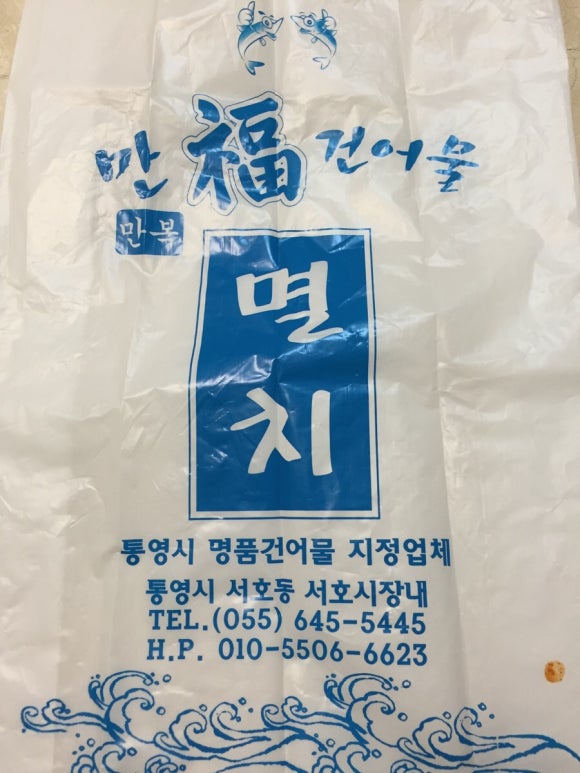 만福건어물
만복
멸
치
통영시 명품건어물 지정업체
통영시 서호동 서호시장내
TEL.(055) 645-5445
H.P. 010-5506-6623